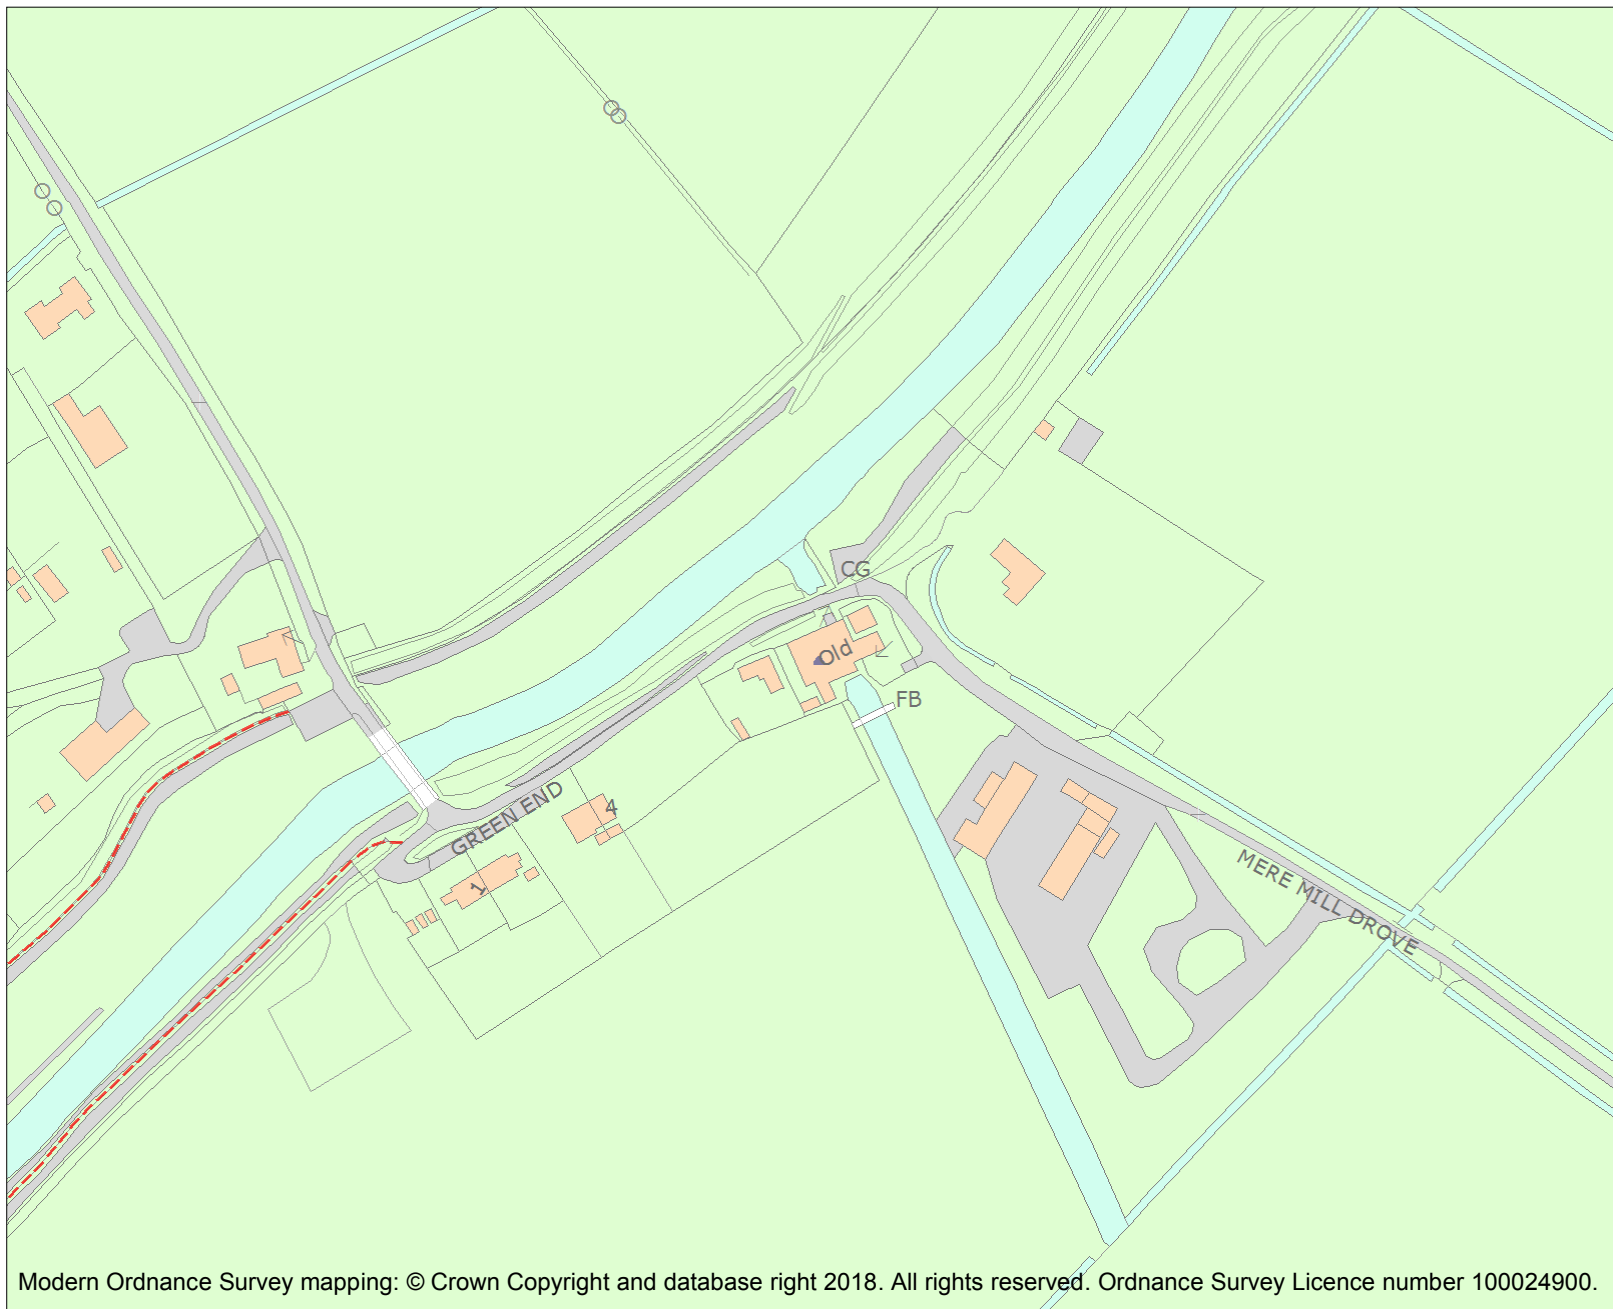 CG
Old
FB
GREEN END
4
1
MERE MILL DROVE
Modern Ordnance Survey mapping: © Crown Copyright and database right 2018. All rights reserved. Ordnance Survey Licence number 100024900.